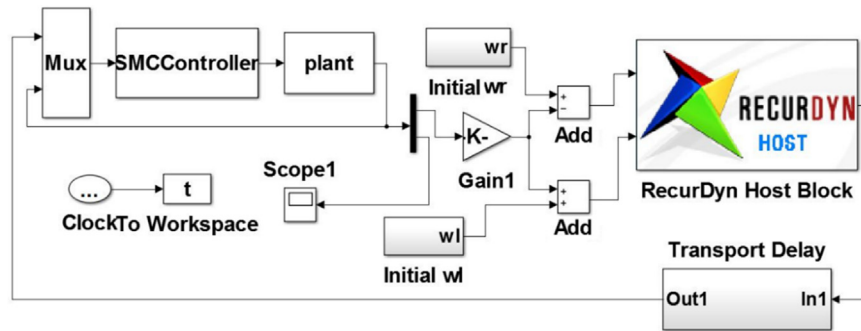 Mux
SMCController
plant
wr
Initial wr
+
−
Add
RECURDYN
HOST
RecurDyn Host Block
-K-
Gain1
Scope1
...
t
ClockTo Workspace
wl
Initial wl
+
+
Add
Transport Delay
Out1
In1